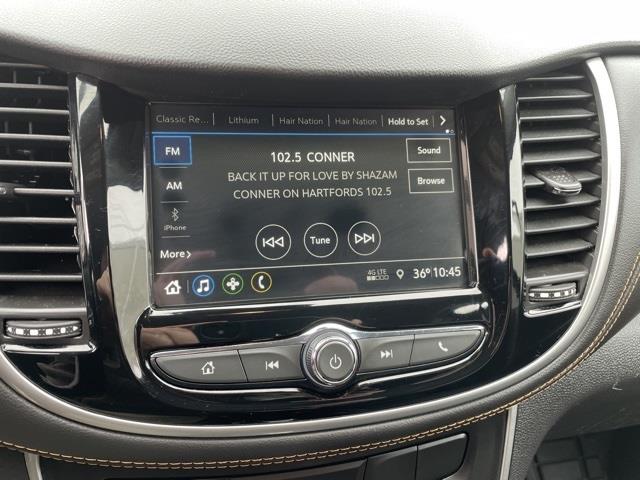 Classic Re... Lithium Hair Nation Hair Nation Hold to Set
FM 102.5 CONNER Sound
BACK IT UP FOR LOVE BY SHAZAM
AM CONNER ON HARTFORDS 102.5 Browse
iPhone
Tune
More
4G LTE 36° 10:45